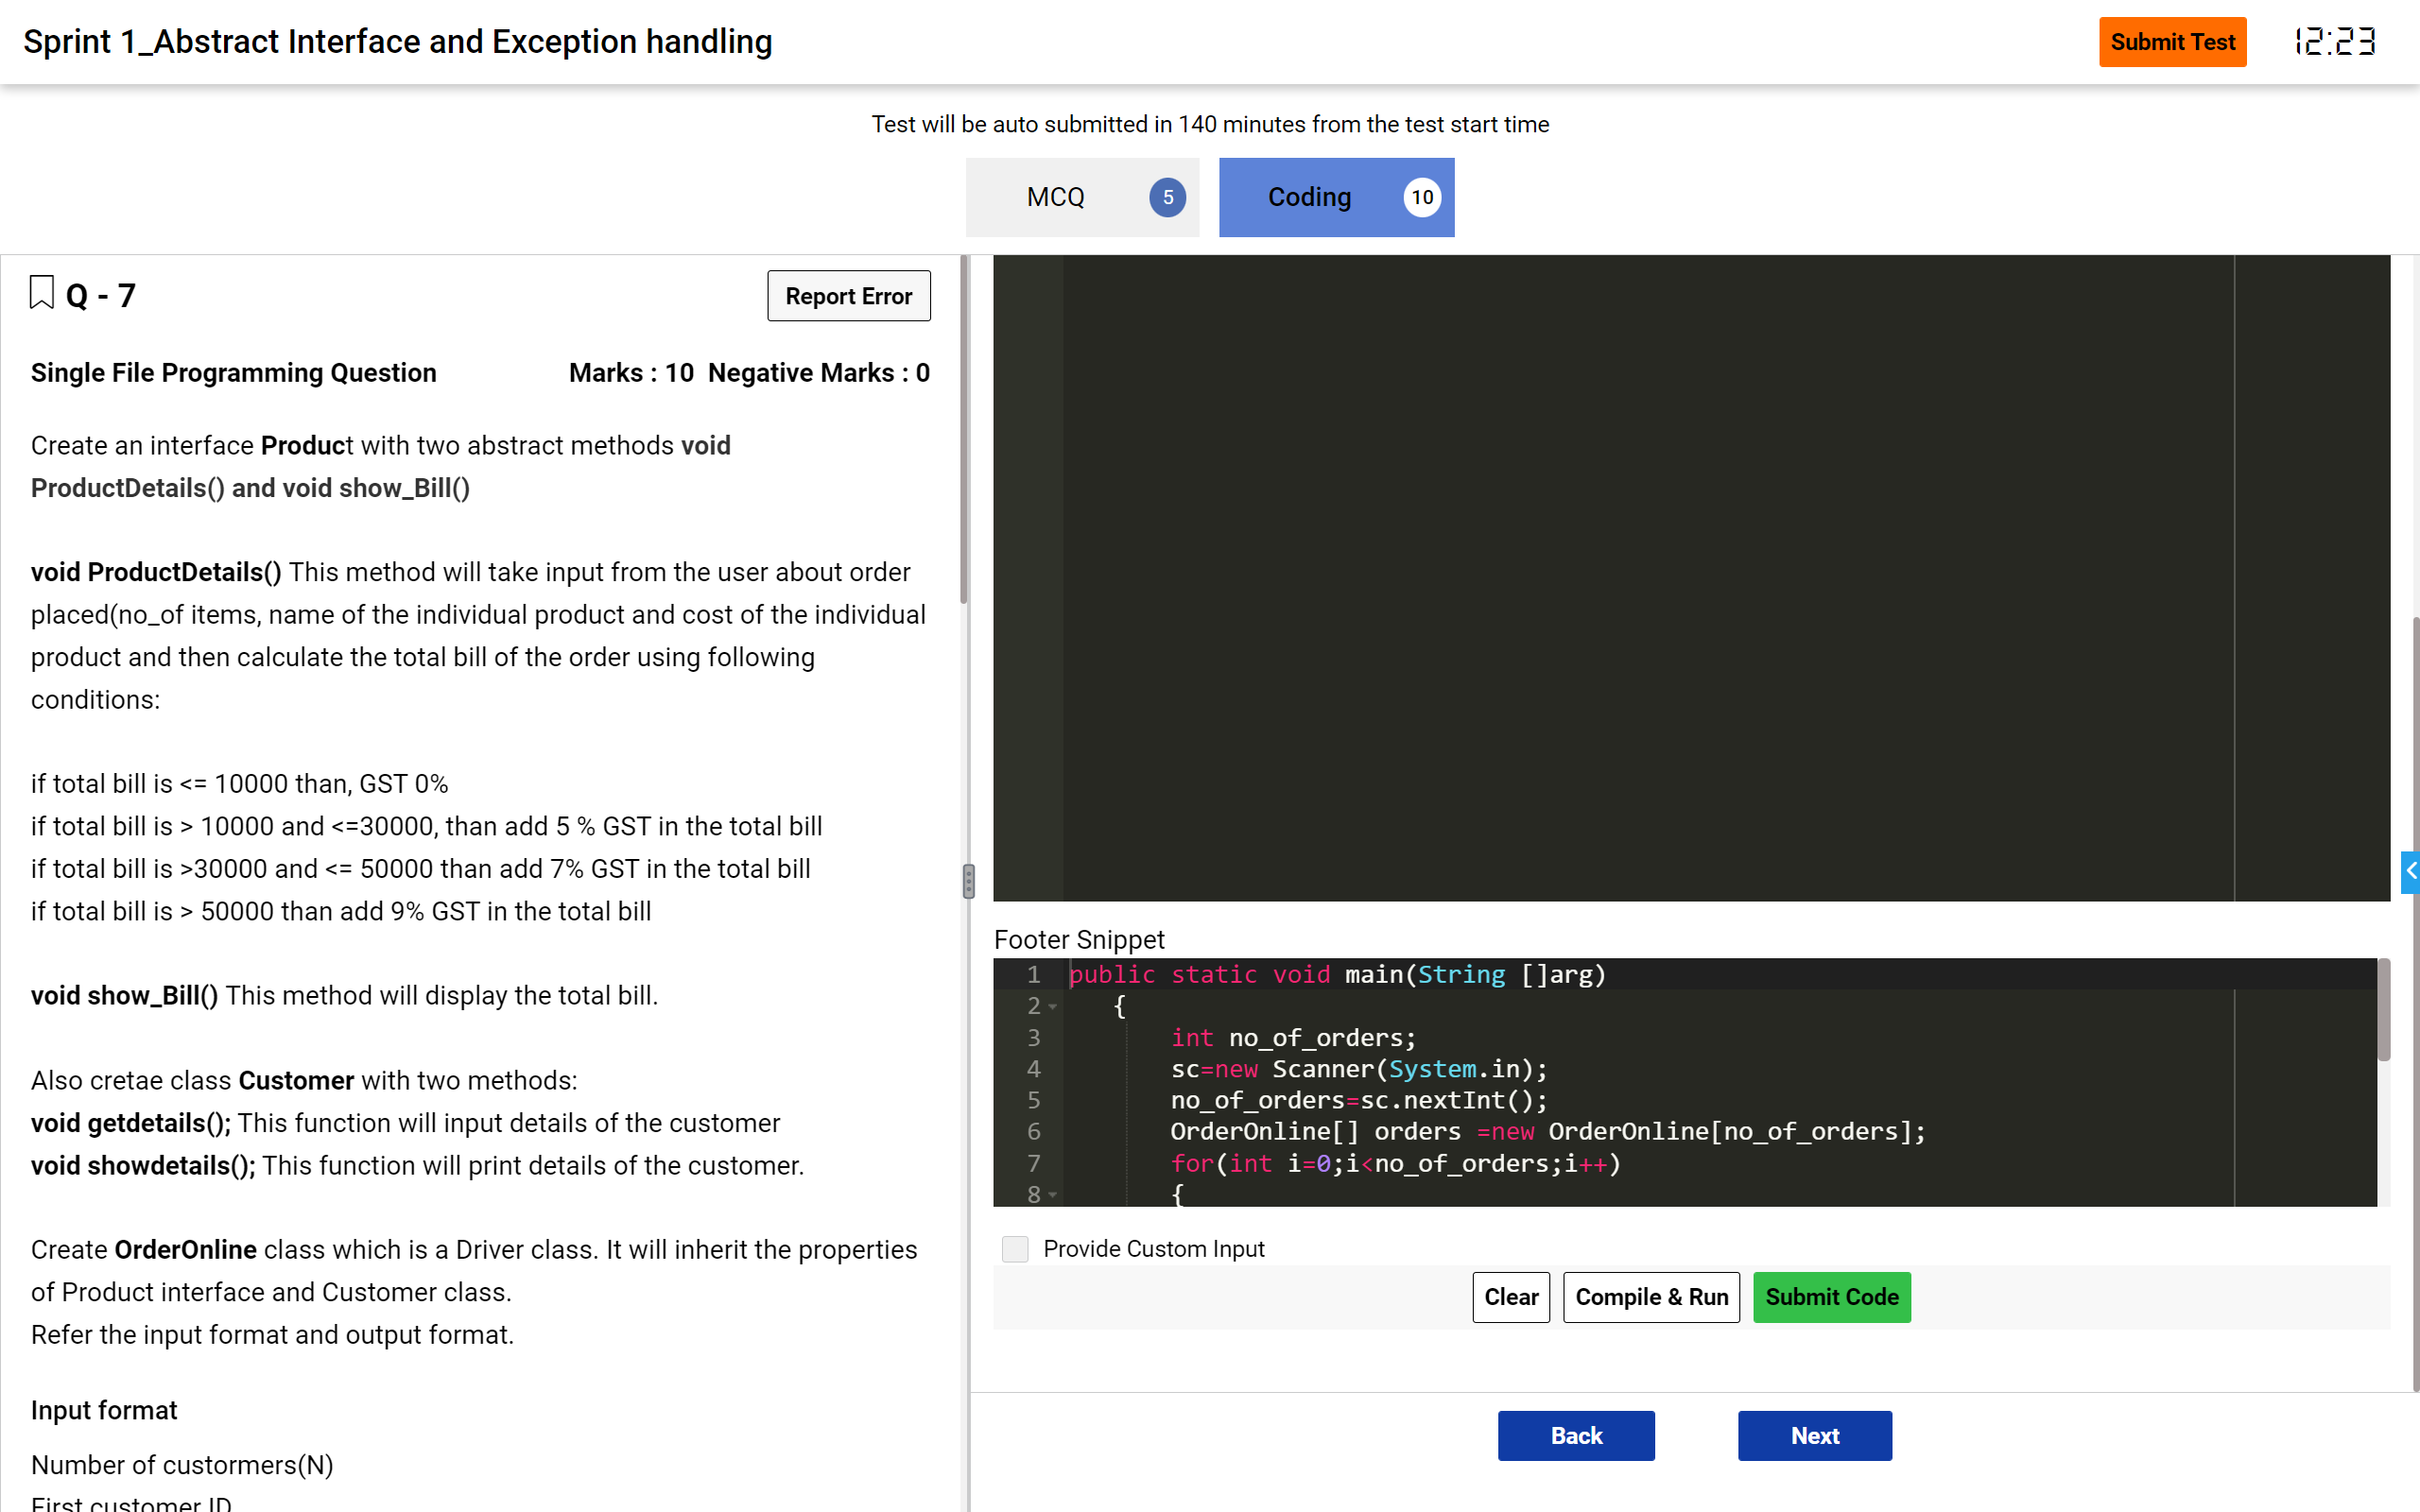 Sprint 1_Abstract Interface and Exception handling
Submit Test
12:23
Test will be auto submitted in 140 minutes from the test start time
MCQ 5
Coding 10
Q - 7
Report Error
Single File Programming Question
Marks : 10 Negative Marks : 0
Create an interface Product with two abstract methods void
ProductDetails() and void show_Bill()
void ProductDetails() This method will take input from the user about order
placed(no_of items, name of the individual product and cost of the individual
product and then calculate the total bill of the order using following
conditions:
if total bill is <= 10000 than, GST 0%
if total bill is > 10000 and <=30000, than add 5 % GST in the total bill
if total bill is >30000 and <= 50000 than add 7% GST in the total bill
if total bill is > 50000 than add 9% GST in the total bill
void show_Bill() This method will display the total bill.
Also cretae class Customer with two methods:
void getdetails(); This function will input details of the customer
void showdetails(); This function will print details of the customer.
Create OrderOnline class which is a Driver class. It will inherit the properties
of Product interface and Customer class.
Refer the input format and output format.
Input format
Number of custormers(N)
First customer ID
Footer Snippet
1 public static void main(String []arg)
2 {
3 int no_of_orders;
4 sc=new Scanner(System.in);
5 no_of_orders=sc.nextInt();
6 OrderOnline[] orders =new OrderOnline[no_of_orders];
7 for(int i=0;i<no_of_orders;i++)
8 {
Provide Custom Input
Clear
Compile & Run
Submit Code
Back
Next